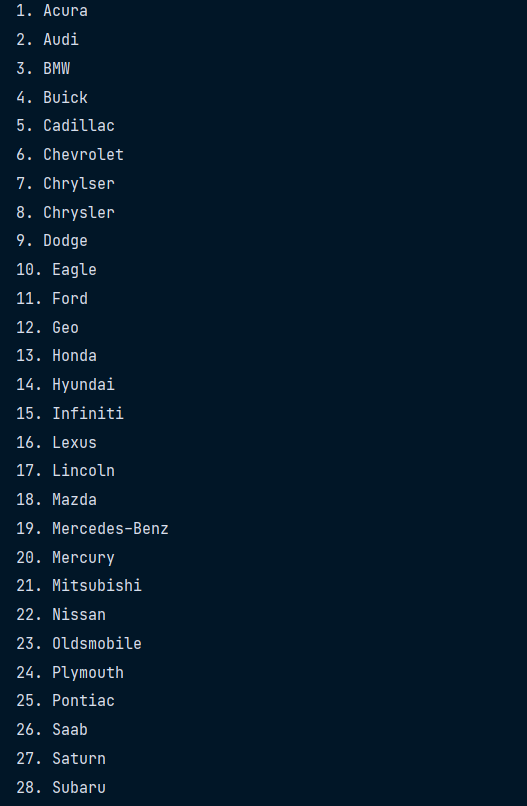 1. Acura
2. Audi
3. BMW
4. Buick
5. Cadillac
6. Chevrolet
7. Chrylser
8. Chrysler
9. Dodge
10. Eagle
11. Ford
12. Geo
13. Honda
14. Hyundai
15. Infiniti
16. Lexus
17. Lincoln
18. Mazda
19. Mercedes-Benz
20. Mercury
21. Mitsubishi
22. Nissan
23. Oldsmobile
24. Plymouth
25. Pontiac
26. Saab
27. Saturn
28. Subaru